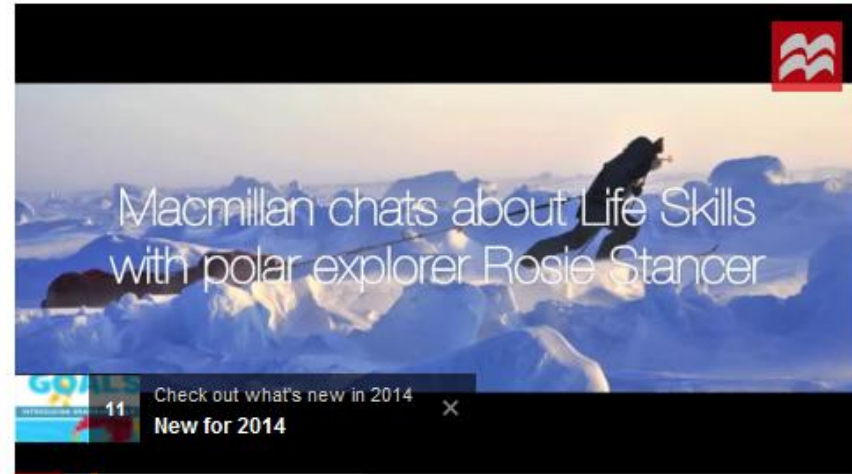 Macmillan chats about Life Skills
with polar explorer Rosie Stancer
GOALS
11
Check out what's new in 2014
New for 2014